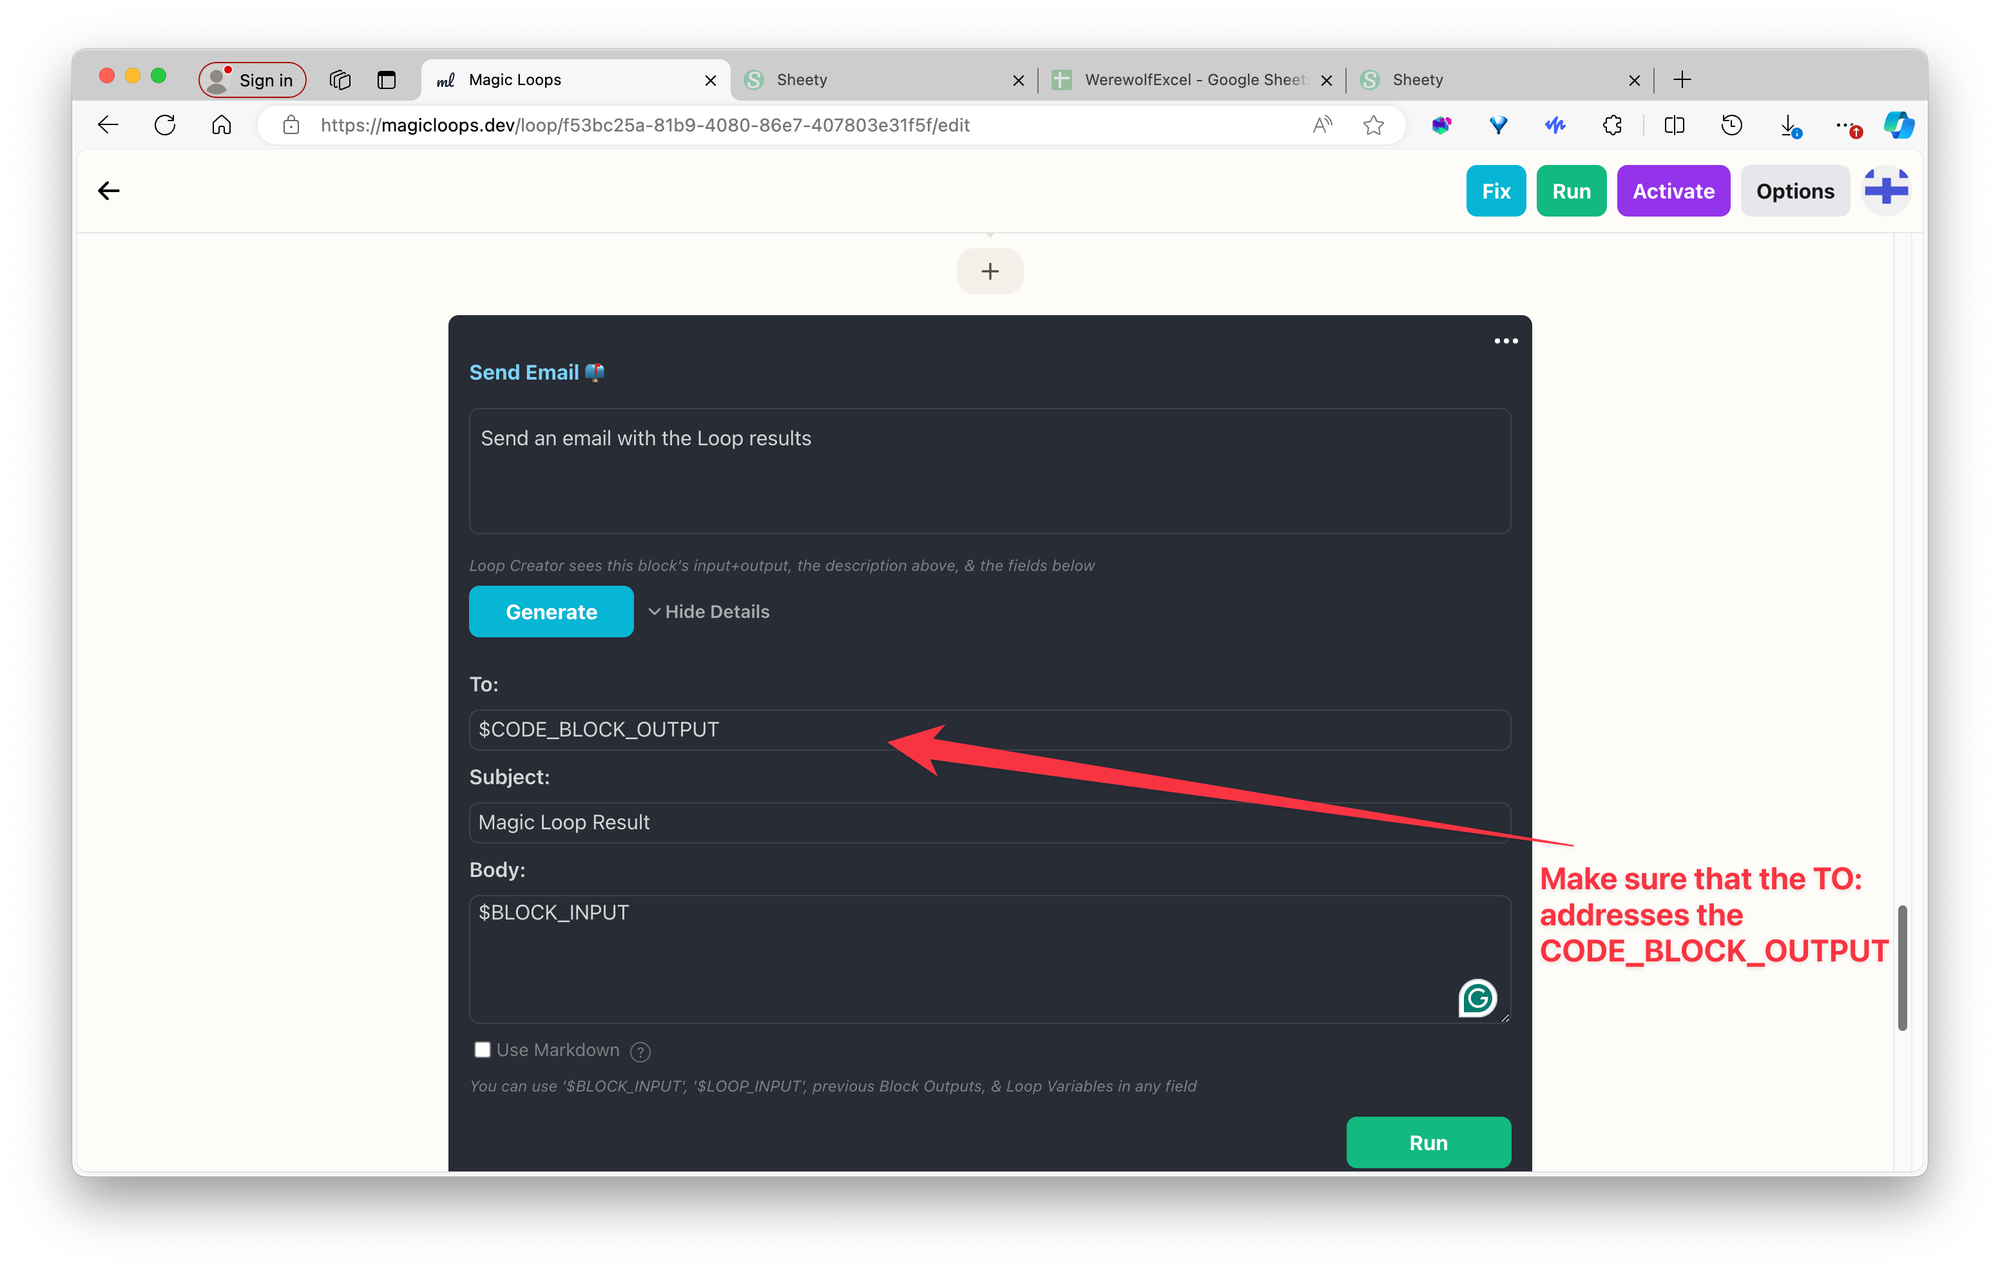 Sign in
ml Magic Loops
S Sheety
WerewolfExcel - Google Sheets
S Sheety
https://magicloops.dev/loop/f53bc25a-81b9-4080-86e7-407803e31f5f/edit
Fix
Run
Activate
Options
+
Send Email
Send an email with the Loop results
Loop Creator sees this block's input+output, the description above, & the fields below
Generate
Hide Details
To:
$CODE_BLOCK_OUTPUT
Subject:
Magic Loop Result
Make sure that the TO:
addresses the
CODE_BLOCK_OUTPUT
Body:
$BLOCK_INPUT
Use Markdown ?
You can use '$BLOCK_INPUT', '$LOOP_INPUT', previous Block Outputs, & Loop Variables in any field
Run